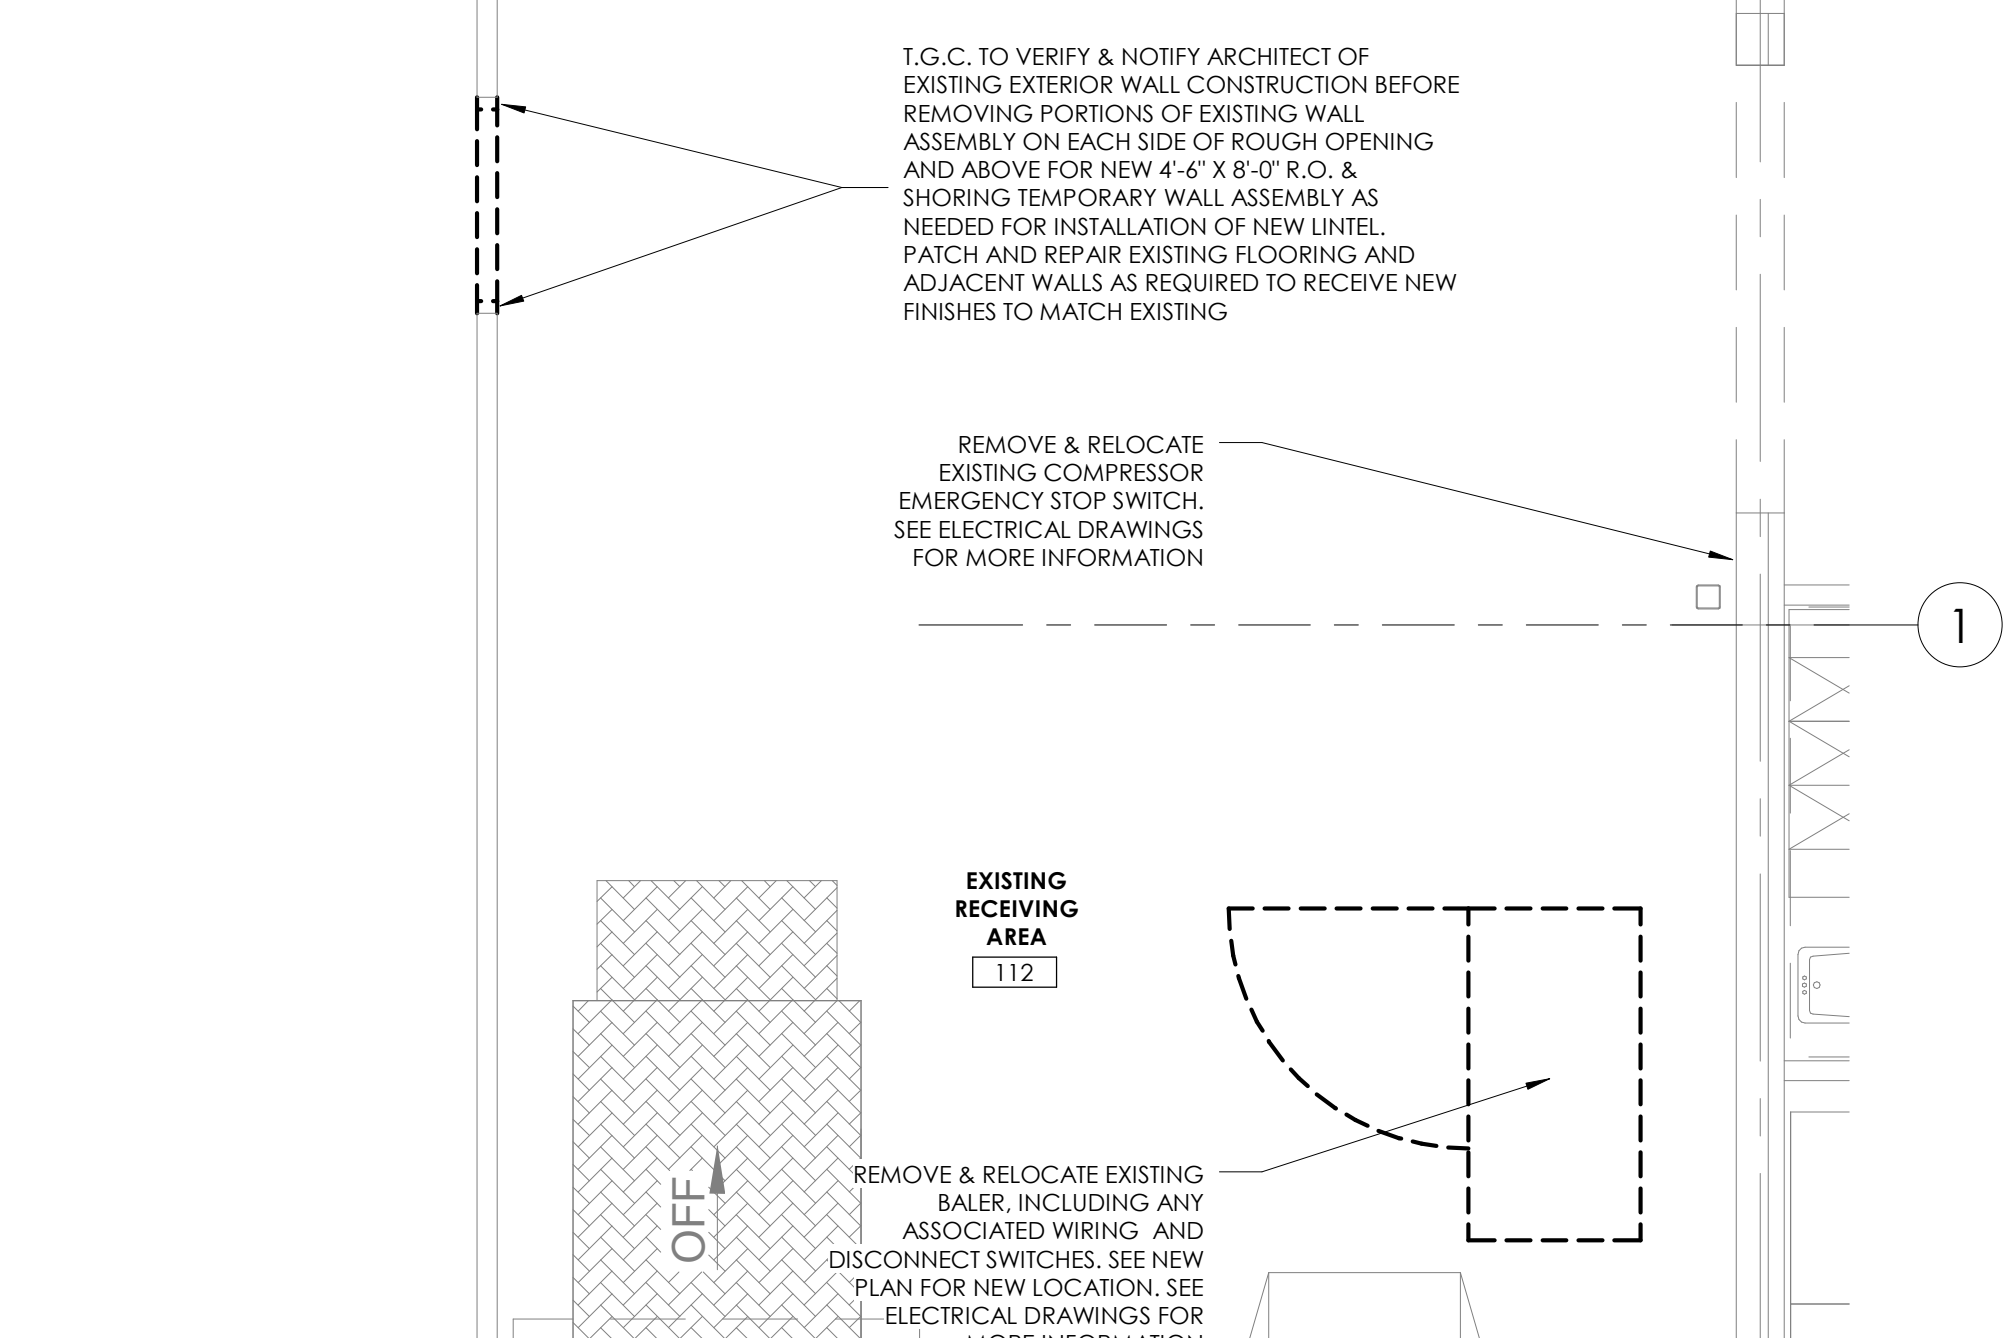 T.G.C. TO VERIFY & NOTIFY ARCHITECT OF
EXISTING EXTERIOR WALL CONSTRUCTION BEFORE
REMOVING PORTIONS OF EXISTING WALL
ASSEMBLY ON EACH SIDE OF ROUGH OPENING
AND ABOVE FOR NEW 4'-6" X 8'-0" R.O. &
SHORING TEMPORARY WALL ASSEMBLY AS
NEEDED FOR INSTALLATION OF NEW LINTEL.
PATCH AND REPAIR EXISTING FLOORING AND
ADJACENT WALLS AS REQUIRED TO RECEIVE NEW
FINISHES TO MATCH EXISTING
REMOVE & RELOCATE
EXISTING COMPRESSOR
EMERGENCY STOP SWITCH.
SEE ELECTRICAL DRAWINGS
FOR MORE INFORMATION
1
EXISTING
RECEIVING
AREA
112
OFF
REMOVE & RELOCATE EXISTING
BALER, INCLUDING ANY
ASSOCIATED WIRING AND
DISCONNECT SWITCHES. SEE NEW
PLAN FOR NEW LOCATION. SEE
ELECTRICAL DRAWINGS FOR
MORE INFORMATION